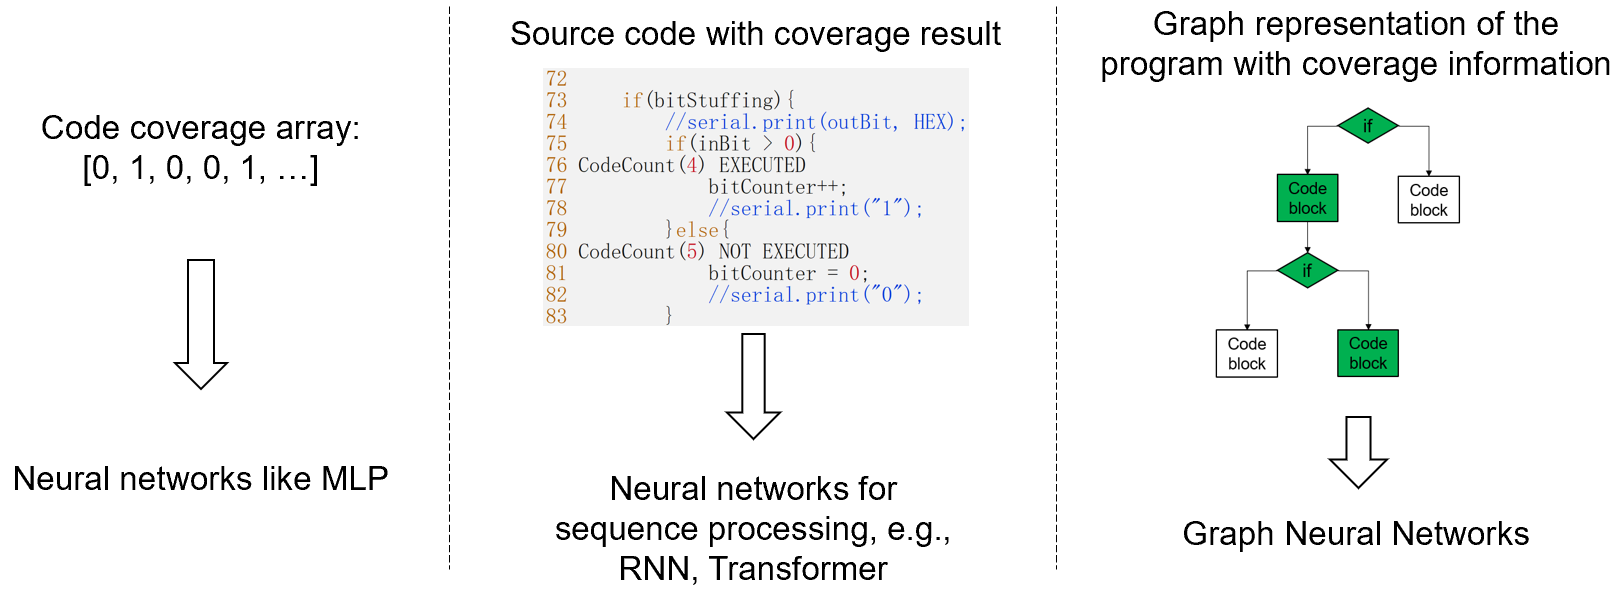 Code coverage array:
[0, 1, 0, 0, 1, …]
Neural networks like MLP
Source code with coverage result
72
73 if(bitStuffing){
74 //serial.print(outBit, HEX);
75 if(inBit > 0){
76 CodeCount(4) EXECUTED
77 bitCounter++;
78 //serial.print("1");
79 }else{
80 CodeCount(5) NOT EXECUTED
81 bitCounter = 0;
82 //serial.print("0");
83 }
Neural networks for
sequence processing, e.g.,
RNN, Transformer
Graph representation of the
program with coverage information
if
Code
block
Code
block
if
Code
block
Code
block
Graph Neural Networks